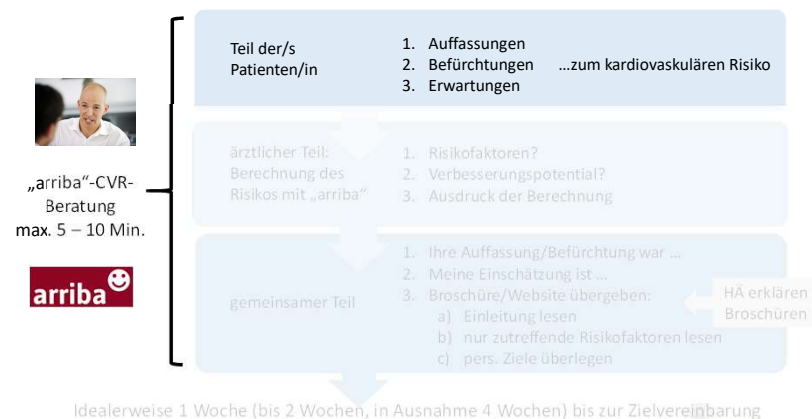 Teil der/s
Patienten/in
1. Auffassungen
2. Befürchtungen …zum kardiovaskulären Risiko
3. Erwartungen
ärztlicher Teil:
Berechnung des
Risikos mit „arriba“
1. Risikofaktoren?
2. Verbesserungspotential?
3. Ausdruck der Berechnung
„arriba“-CVR-
Beratung
max. 5 – 10 Min.
arriba
gemeinsamer Teil
1. Ihre Auffassung/Befürchtung war …
2. Meine Einschätzung ist …
3. Broschüre/Website übergeben:
a) Einleitung lesen
b) nur zutreffende Risikofaktoren lesen
c) pers. Ziele überlegen
HÄ erklären
Broschüren
Idealerweise 1 Woche (bis 2 Wochen, in Ausnahme 4 Wochen) bis zur Zielvereinbarung